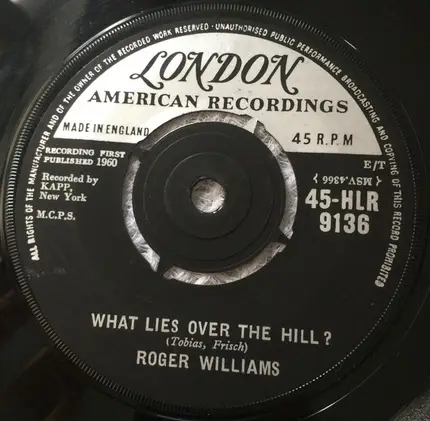 ALL RIGHTS OF THE MANUFACTURER AND OF THE OWNER OF THE RECORDED WORK RESERVED · UNAUTHORISED PUBLIC PERFORMANCE BROADCASTING AND COPYING OF THIS RECORD PROHIBITED
LONDON
AMERICAN RECORDINGS
MADE IN ENGLAND
45 R.P.M
RECORDING FIRST
PUBLISHED 1960
E/T
Recorded by
KAPP,
New York
(MSV.4366)
45-HLR
9136
M.C.P.S.
WHAT LIES OVER THE HILL?
(Tobias, Frisch)
ROGER WILLIAMS